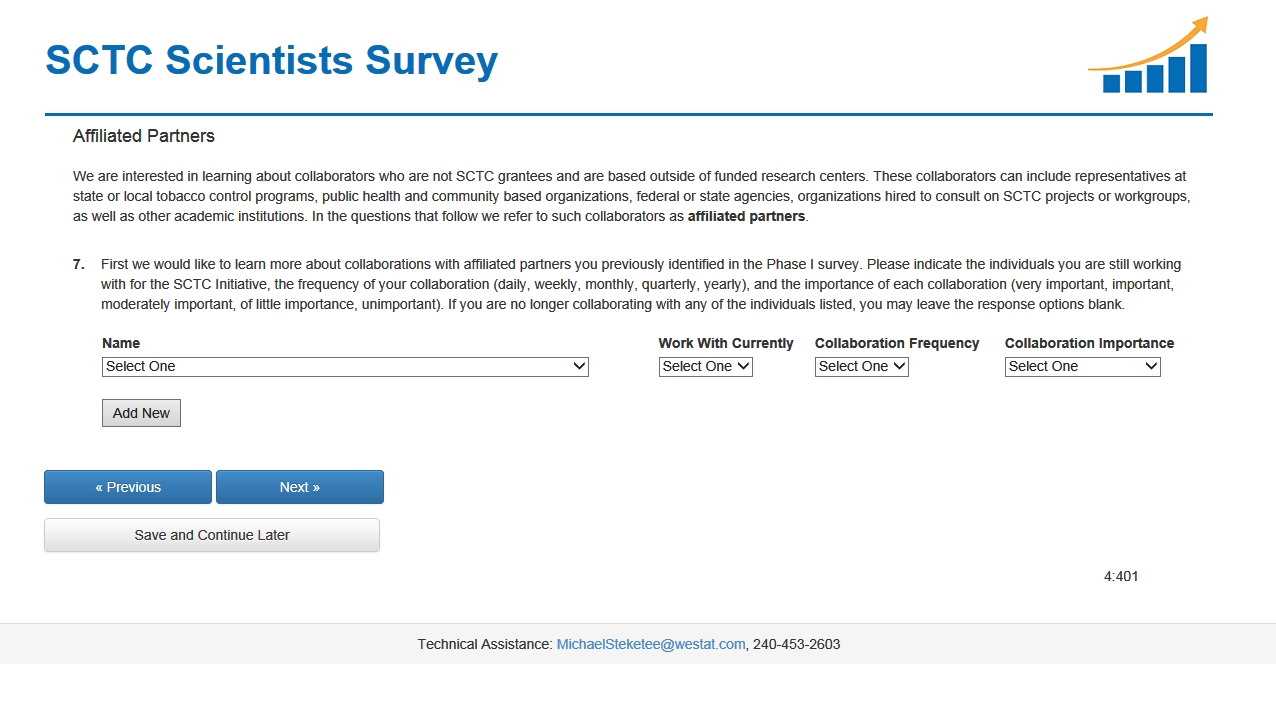 SCTC Scientists Survey
Affiliated Partners
We are interested in learning about collaborators who are not SCTC grantees and are based outside of funded research centers. These collaborators can include representatives at
state or local tobacco control programs, public health and community based organizations, federal or state agencies, organizations hired to consult on SCTC projects or workgroups,
as well as other academic institutions. In the questions that follow we refer to such collaborators as affiliated partners.
7. First we would like to learn more about collaborations with affiliated partners you previously identified in the Phase I survey. Please indicate the individuals you are still working
with for the SCTC Initiative, the frequency of your collaboration (daily, weekly, monthly, quarterly, yearly), and the importance of each collaboration (very important, important,
moderately important, of little importance, unimportant). If you are no longer collaborating with any of the individuals listed, you may leave the response options blank.
Name Work With Currently Collaboration Frequency Collaboration Importance
Select One Select One Select One Select One
Add New
« Previous Next »
Save and Continue Later
4:401
Technical Assistance: MichaelSteketee@westat.com, 240-453-2603